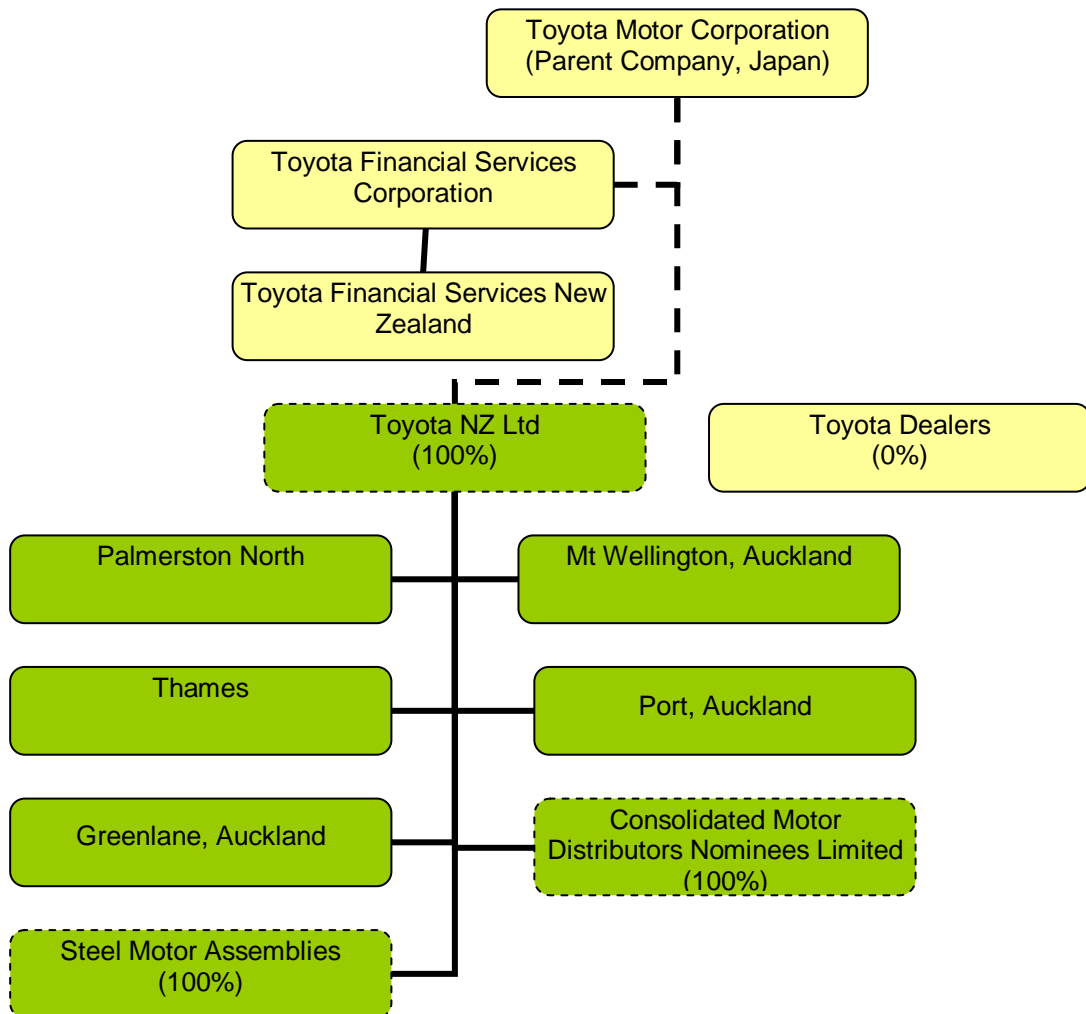 Toyota Motor Corporation
(Parent Company, Japan)
Toyota Financial Services
Corporation
Toyota Financial Services New
Zealand
Toyota NZ Ltd
(100%)
Toyota Dealers
(0%)
Palmerston North
Mt Wellington, Auckland
Thames
Port, Auckland
Greenlane, Auckland
Consolidated Motor
Distributors Nominees Limited
(100%)
Steel Motor Assemblies
(100%)